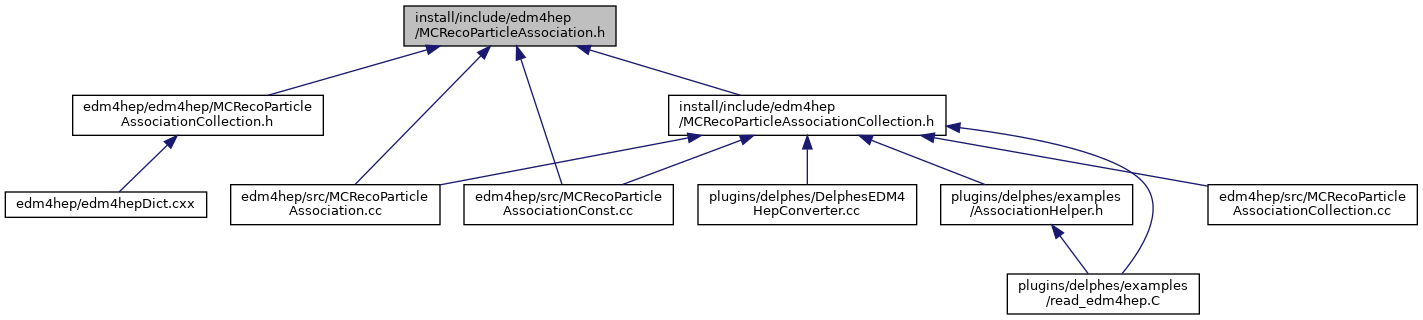 install/include/edm4hep
/MCRecoParticleAssociation.h
edm4hep/edm4hep/MCRecoParticle
AssociationCollection.h
install/include/edm4hep
/MCRecoParticleAssociationCollection.h
edm4hep/edm4hepDict.cxx
edm4hep/src/MCRecoParticle
Association.cc
edm4hep/src/MCRecoParticle
AssociationConst.cc
plugins/delphes/DelphesEDM4
HepConverter.cc
plugins/delphes/examples
/AssociationHelper.h
edm4hep/src/MCRecoParticle
AssociationCollection.cc
plugins/delphes/examples
/read_edm4hep.C